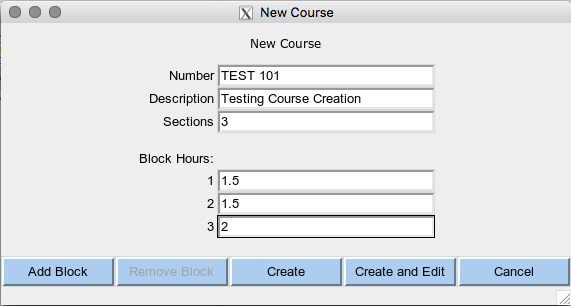 New Course
New Course
Number TEST 101
Description Testing Course Creation
Sections 3
Block Hours:
1 1.5
2 1.5
3 2
Add Block Remove Block Create Create and Edit Cancel